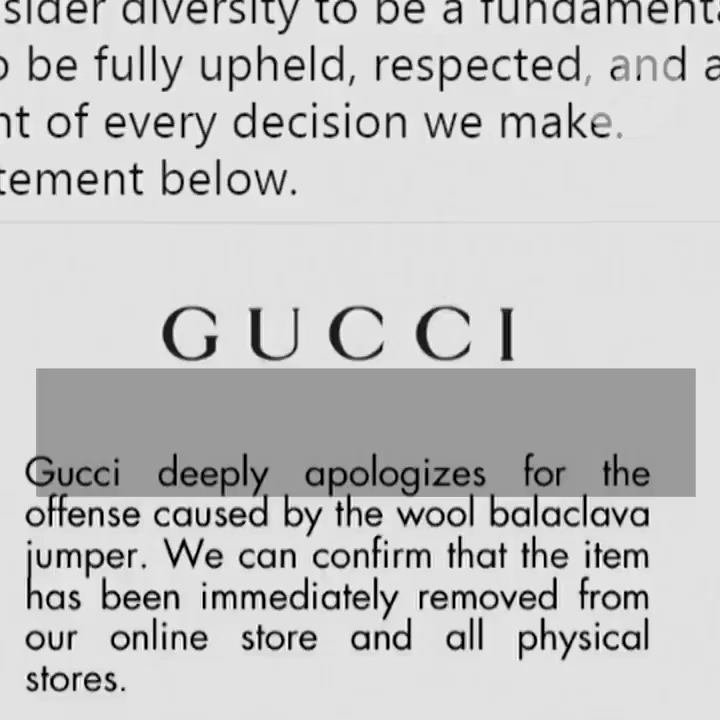 sider diversity to be a fundament
o be fully upheld, respected, and a
nt of every decision we make.
tement below.
GUCCI
Gucci deeply apologizes for the
offense caused by the wool balaclava
jumper. We can confirm that the item
has been immediately removed from
our online store and all physical
stores.